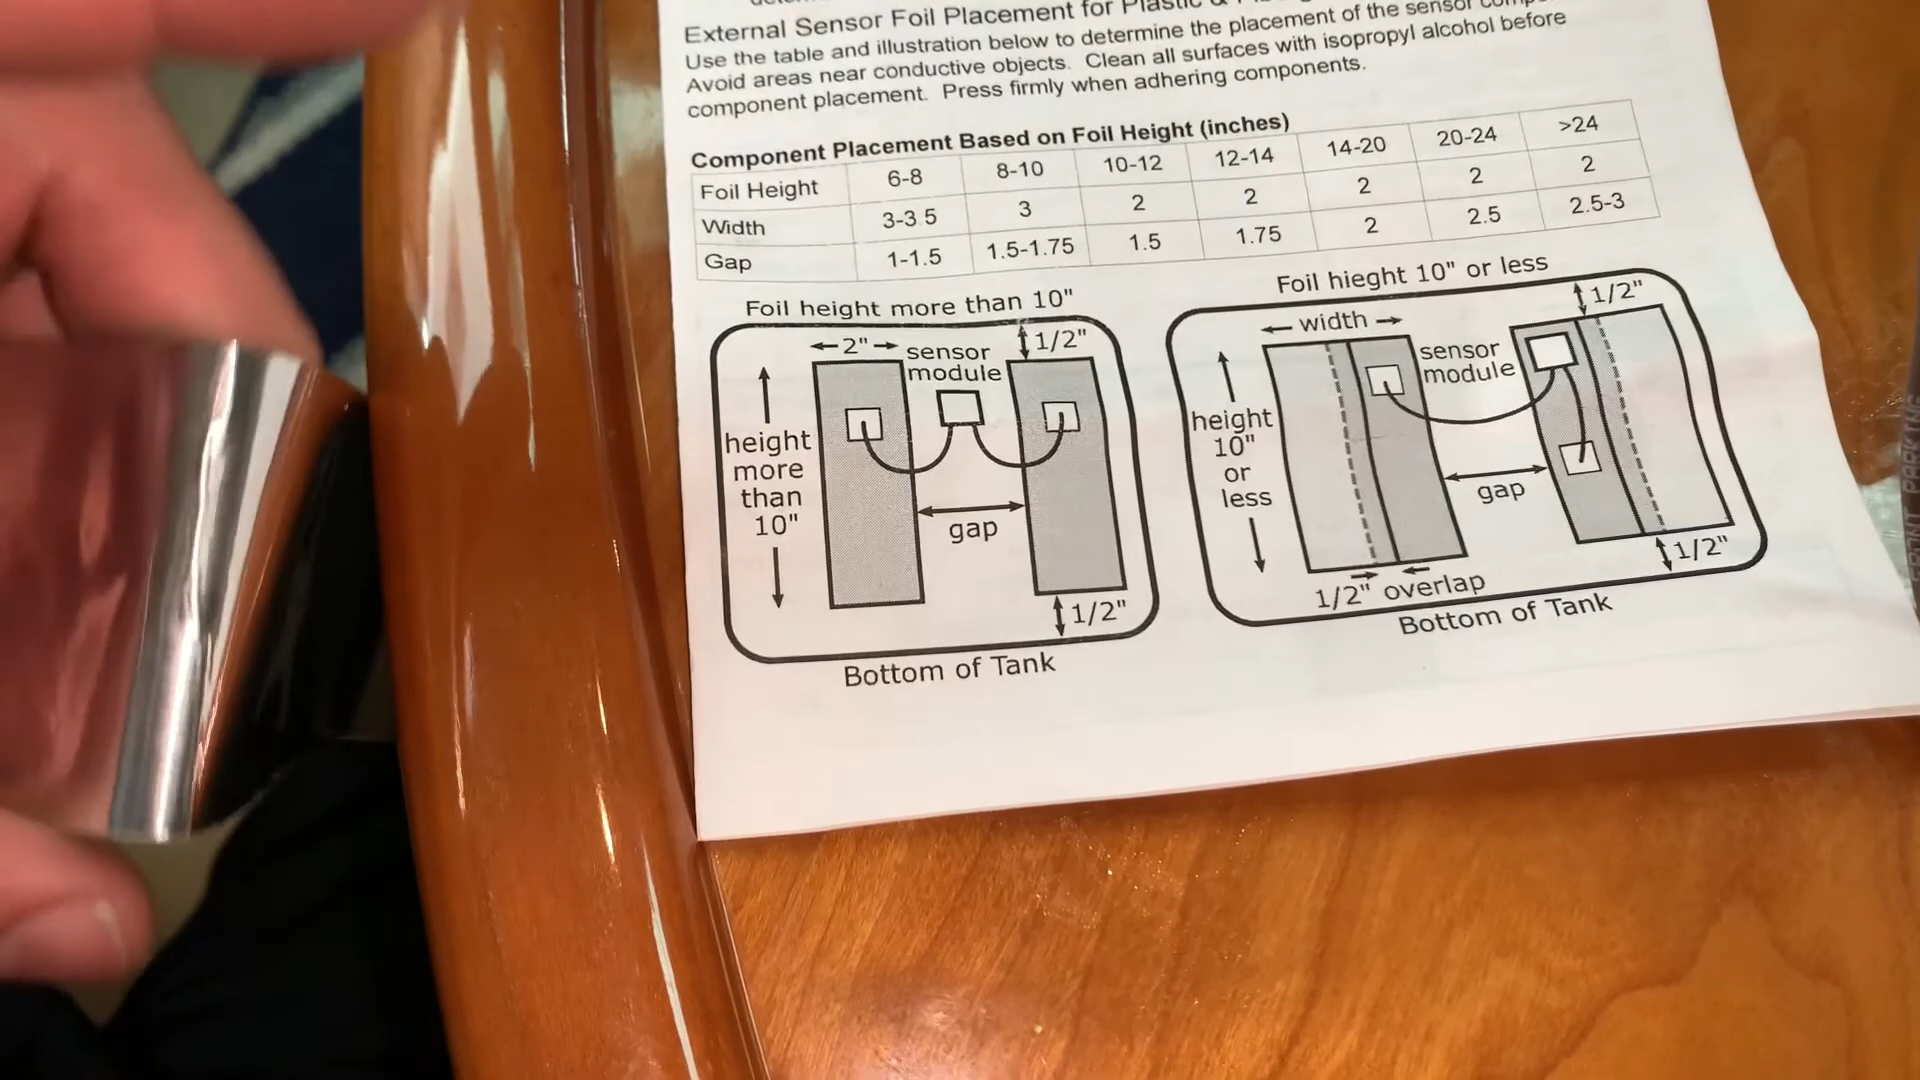 External Sensor Foil Placement for Plastic &
Use the table and illustration below to determine the placement of the sensor
Avoid areas near conductive objects. Clean all surfaces with isopropyl alcohol before
component placement. Press firmly when adhering components.
Component Placement Based on Foil Height (inches)
Foil Height 6-8 8-10 10-12 12-14 14-20 20-24 >24
Width 3-3.5 3 2 2 2 2 2
Gap 1-1.5 1.5-1.75 1.5 1.75 2 2.5 2.5-3
Foil height more than 10"
2"
sensor
module
1/2"
height
more
than
10"
gap
1/2"
Bottom of Tank
Foil hieght 10" or less
width
sensor
module
1/2"
height
10"
or
less
gap
1/2" overlap
1/2"
Bottom of Tank
PARKING